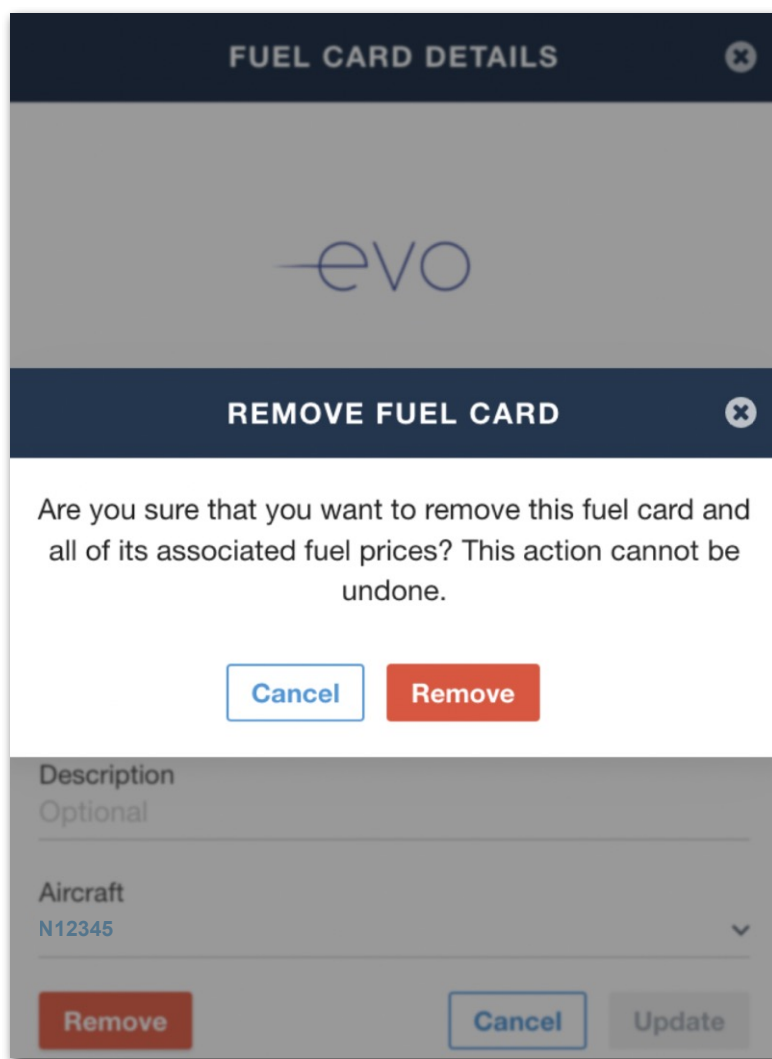 FUEL CARD DETAILS
evo
REMOVE FUEL CARD
Are you sure that you want to remove this fuel card and
all of its associated fuel prices? This action cannot be
undone.
Cancel Remove
Description
Optional
Aircraft
N12345
Remove Cancel Update